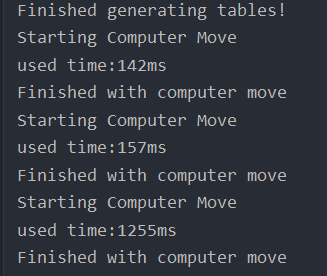 Finished generating tables!
Starting Computer Move
used time:142ms
Finished with computer move
Starting Computer Move
used time:157ms
Finished with computer move
Starting Computer Move
used time:1255ms
Finished with computer move